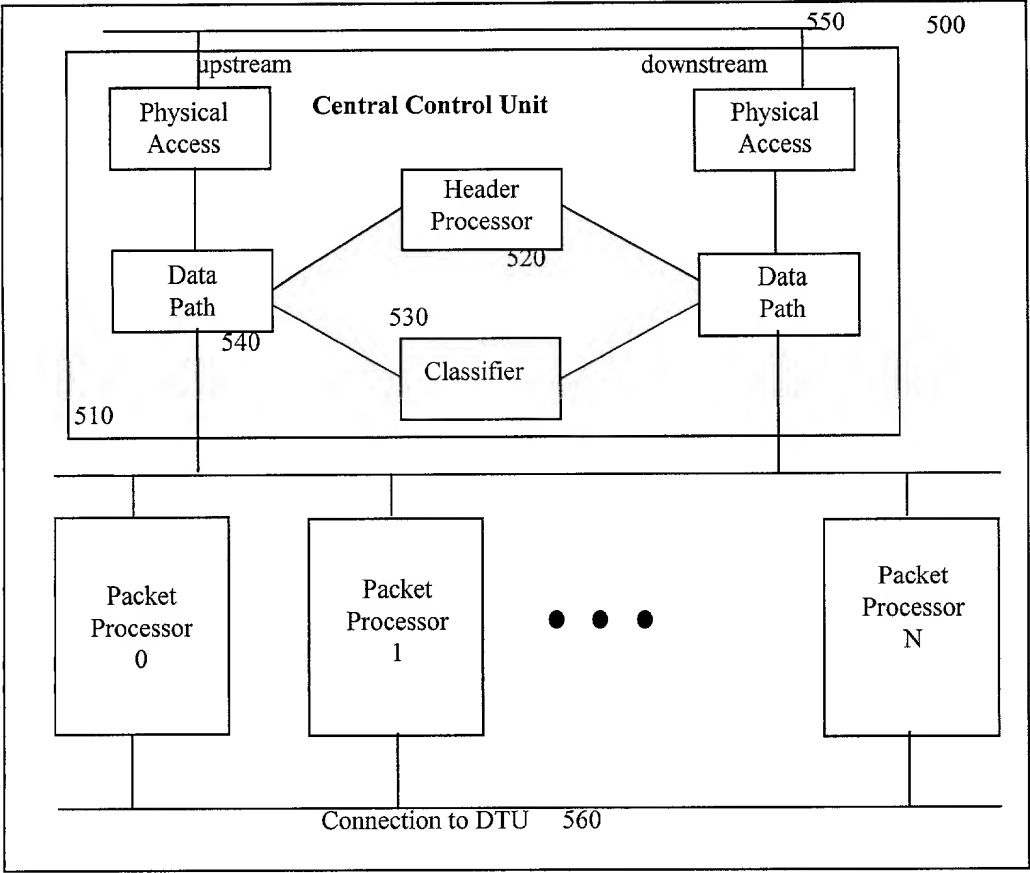 550
500
upstream
downstream
Central Control Unit
Physical
Access
Physical
Access
Header
Processor
520
Data
Path
540
Data
Path
530
Classifier
510
Packet
Processor
0
Packet
Processor
1
Packet
Processor
N
Connection to DTU 560